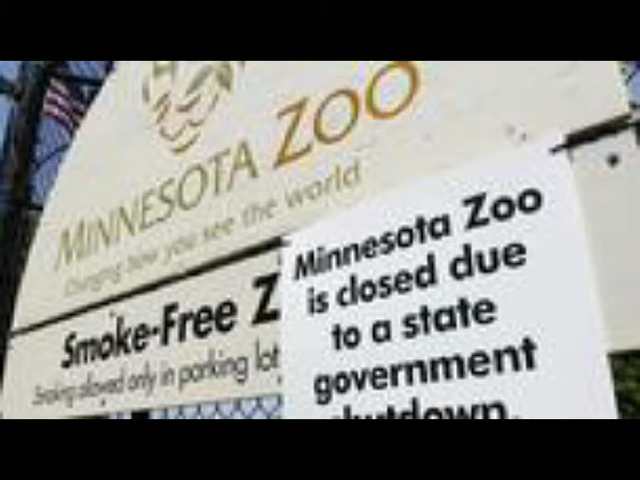 MINNESOTA ZOO
Changing how you see the world
Smoke-Free Z
Smoking allowed only in parking lot
Minnesota Zoo
is closed due
to a state
government
shutdown.